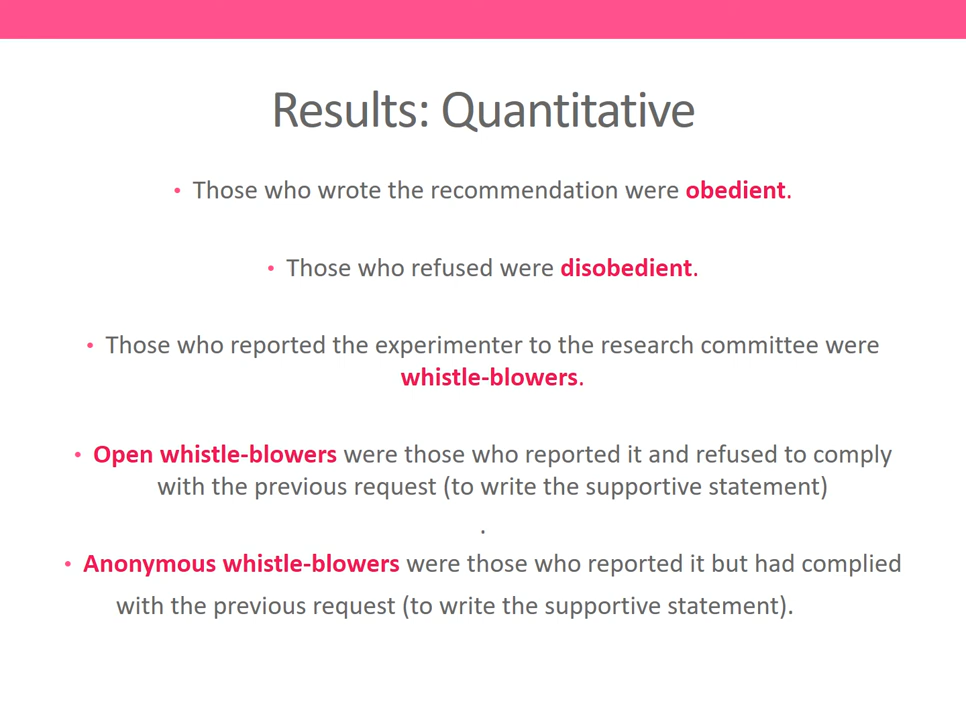 Results: Quantitative
• Those who wrote the recommendation were obedient.
• Those who refused were disobedient.
• Those who reported the experimenter to the research committee were
whistle-blowers.
• Open whistle-blowers were those who reported it and refused to comply
with the previous request (to write the supportive statement)
.
• Anonymous whistle-blowers were those who reported it but had complied
with the previous request (to write the supportive statement).